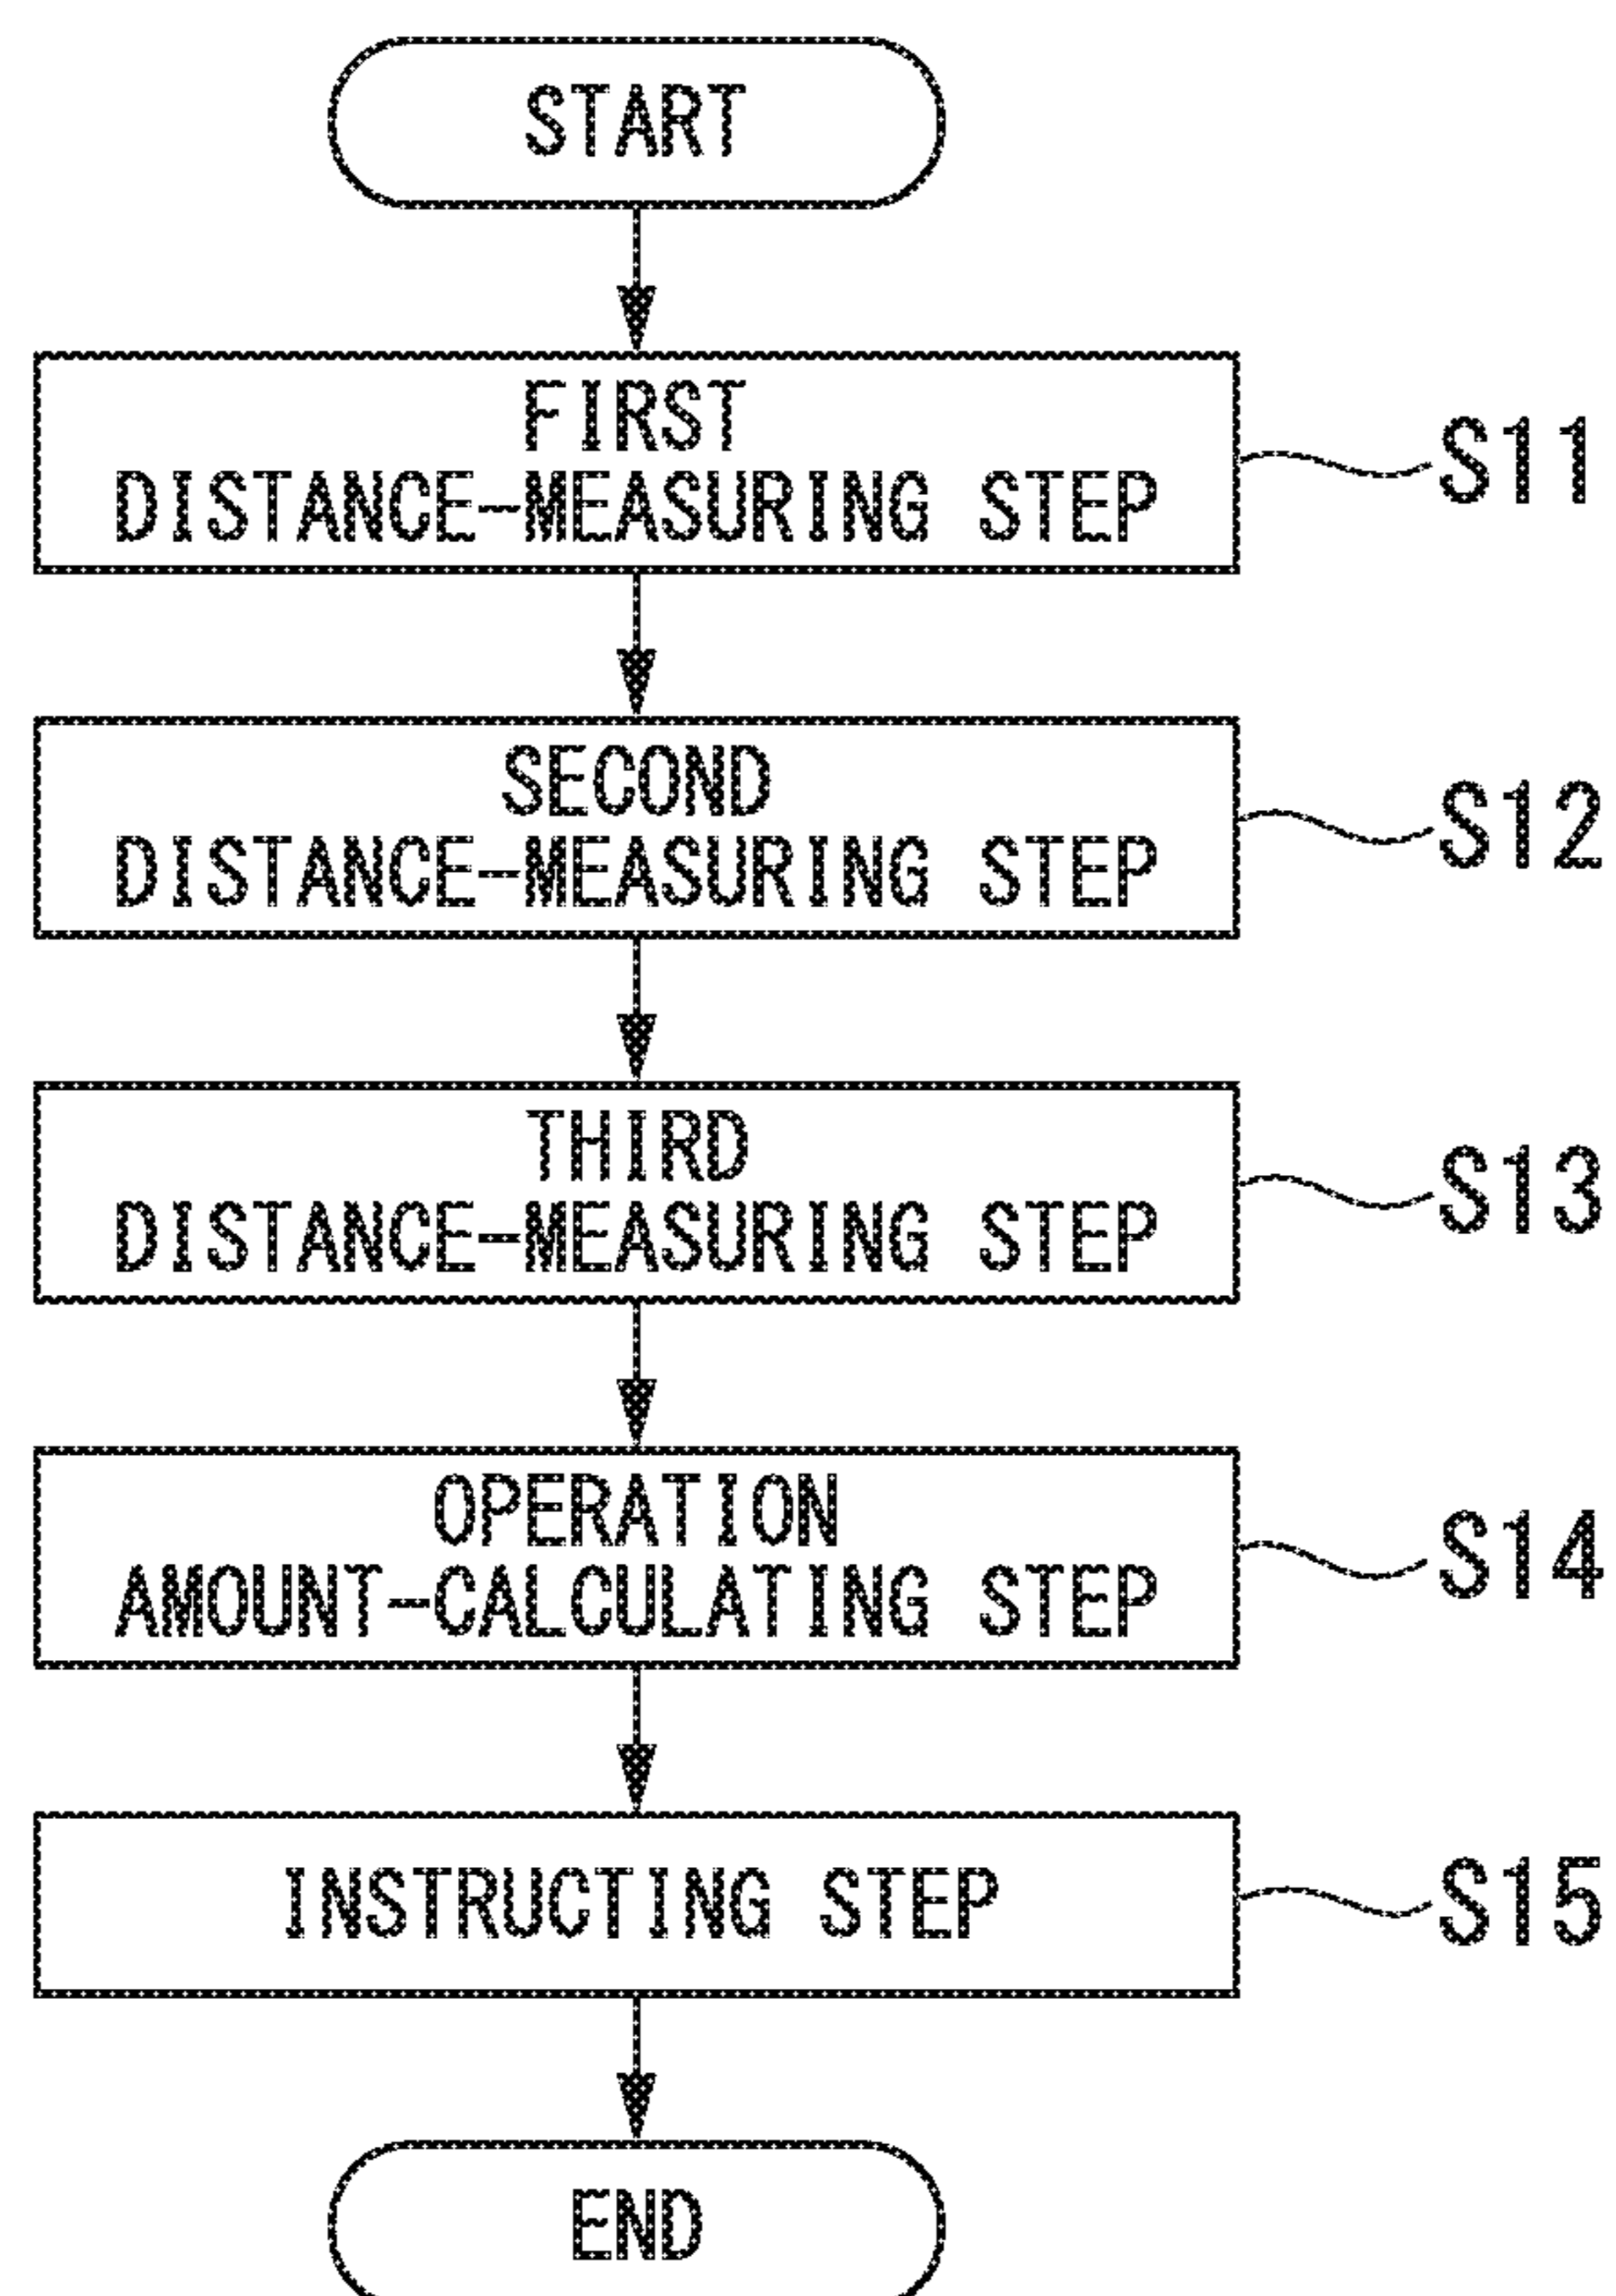 START
FIRST
DISTANCE-MEASURING STEP
S11
SECOND
DISTANCE-MEASURING STEP
S12
THIRD
DISTANCE-MEASURING STEP
S13
OPERATION
AMOUNT-CALCULATING STEP
S14
INSTRUCTING STEP
S15
END